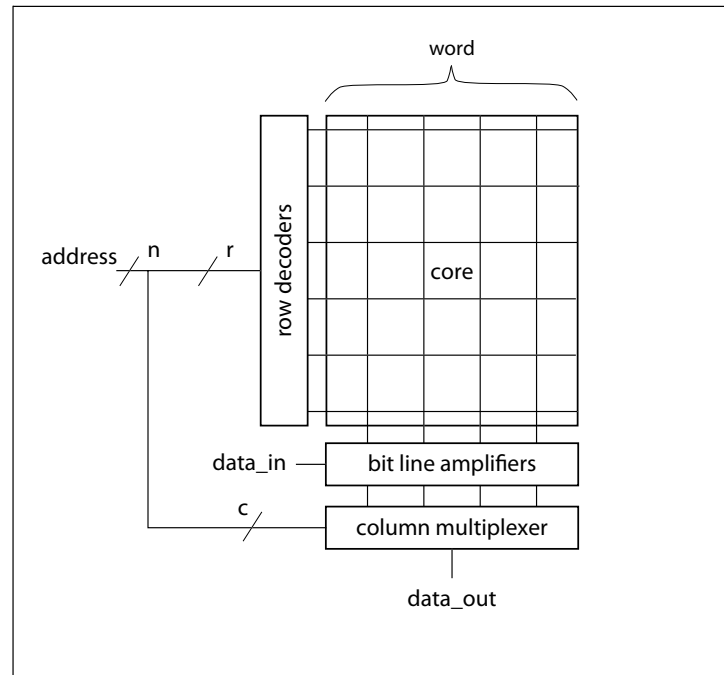 word
row decoders
address
n
r
core
data_in
bit line amplifiers
c
column multiplexer
data_out